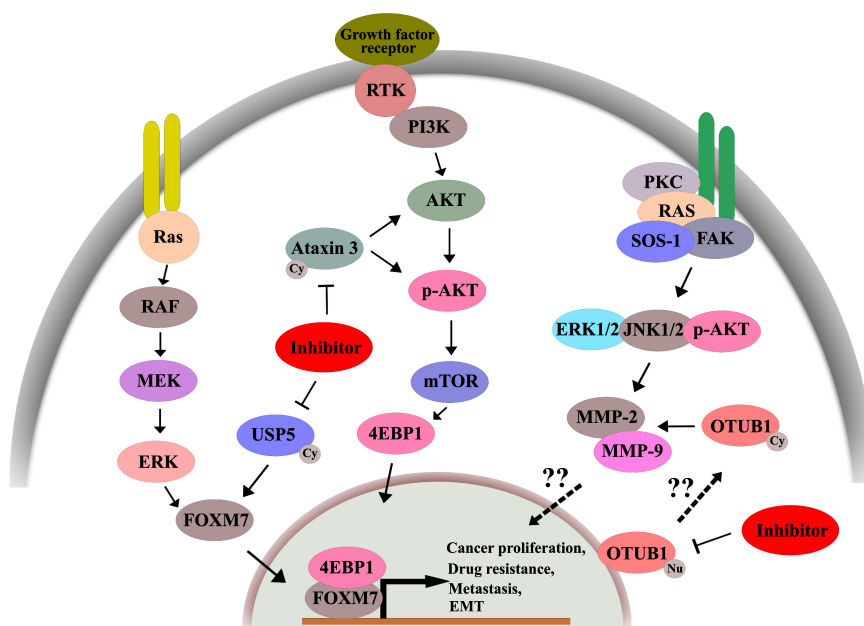 Growth factor
receptor
RTK
PI3K
AKT
p-AKT
mTOR
4EBP1
Ras
RAF
MEK
ERK
FOXM7
Ataxin 3
Cy
Inhibitor
USP5
Cy
PKC
RAS
SOS-1
FAK
ERK1/2
JNK1/2
p-AKT
MMP-2
MMP-9
OTUB1
Cy
??
??
OTUB1
Nu
Inhibitor
4EBP1
FOXM7
Cancer proliferation,
Drug resistance,
Metastasis,
EMT